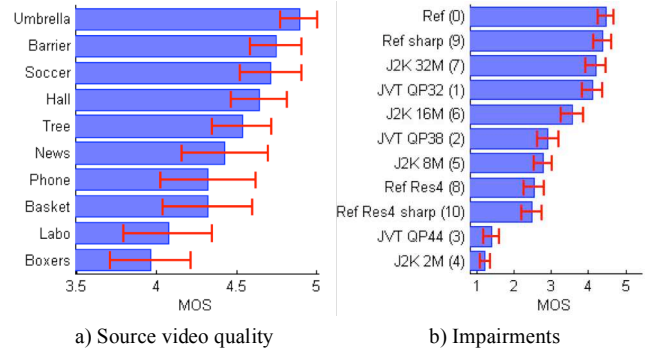 Umbrella
Barrier
Soccer
Hall
Tree
News
Phone
Basket
Labo
Boxers
3.5 4 4.5 5
MOS
a) Source video quality
Ref (0)
Ref sharp (9)
J2K 32M (7)
JVT QP32 (1)
J2K 16M (6)
JVT QP38 (2)
J2K 8M (5)
Ref Res4 (8)
Ref Res4 sharp (10)
JVT QP44 (3)
J2K 2M (4)
1 2 3 4 5
MOS
b) Impairments